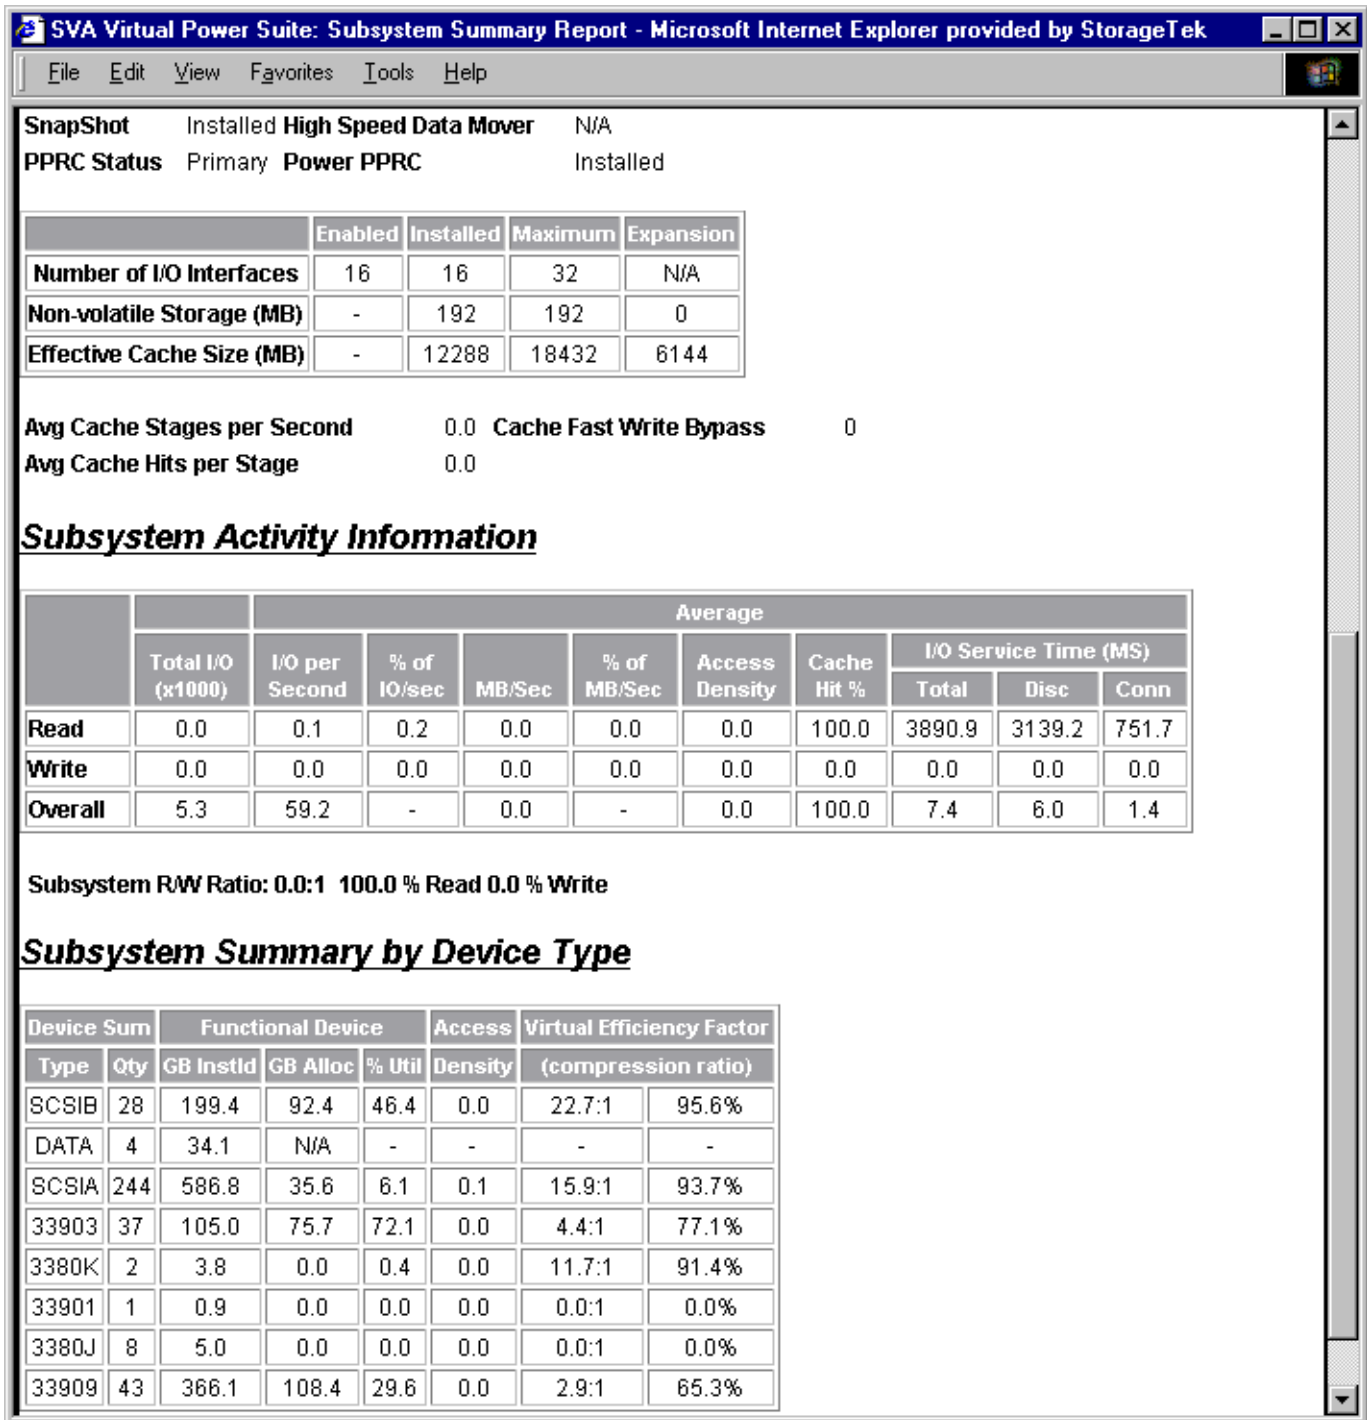 SVA Virtual Power Suite: Subsystem Summary Report - Microsoft Internet Explorer provided by StorageTek
File Edit View Favorites Tools Help
SnapShot Installed High Speed Data Mover N/A
PPRC Status Primary Power PPRC Installed
Enabled Installed Maximum Expansion
Number of I/O Interfaces 16 16 32 N/A
Non-volatile Storage (MB) - 192 192 0
Effective Cache Size (MB) - 12288 18432 6144
Avg Cache Stages per Second 0.0 Cache Fast Write Bypass 0
Avg Cache Hits per Stage 0.0
Subsystem Activity Information
Average
Total I/O (x1000) I/O per Second % of IO/sec MB/Sec % of MB/Sec Access Density Cache Hit % I/O Service Time (MS)
Total Disc Conn
Read 0.0 0.1 0.2 0.0 0.0 0.0 100.0 3890.9 3139.2 751.7
Write 0.0 0.0 0.0 0.0 0.0 0.0 0.0 0.0 0.0 0.0
Overall 5.3 59.2 - 0.0 - 0.0 100.0 7.4 6.0 1.4
Subsystem R/W Ratio: 0.0:1 100.0 % Read 0.0 % Write
Subsystem Summary by Device Type
Device Sum Functional Device Access Virtual Efficiency Factor
Type Qty GB Instld GB Alloc % Util Density (compression ratio)
SCSIB 28 199.4 92.4 46.4 0.0 22.7:1 95.6%
DATA 4 34.1 N/A - - - -
SCSIA 244 586.8 35.6 6.1 0.1 15.9:1 93.7%
33903 37 105.0 75.7 72.1 0.0 4.4:1 77.1%
3380K 2 3.8 0.0 0.4 0.0 11.7:1 91.4%
33901 1 0.9 0.0 0.0 0.0 0.0:1 0.0%
3380J 8 5.0 0.0 0.0 0.0 0.0:1 0.0%
33909 43 366.1 108.4 29.6 0.0 2.9:1 65.3%